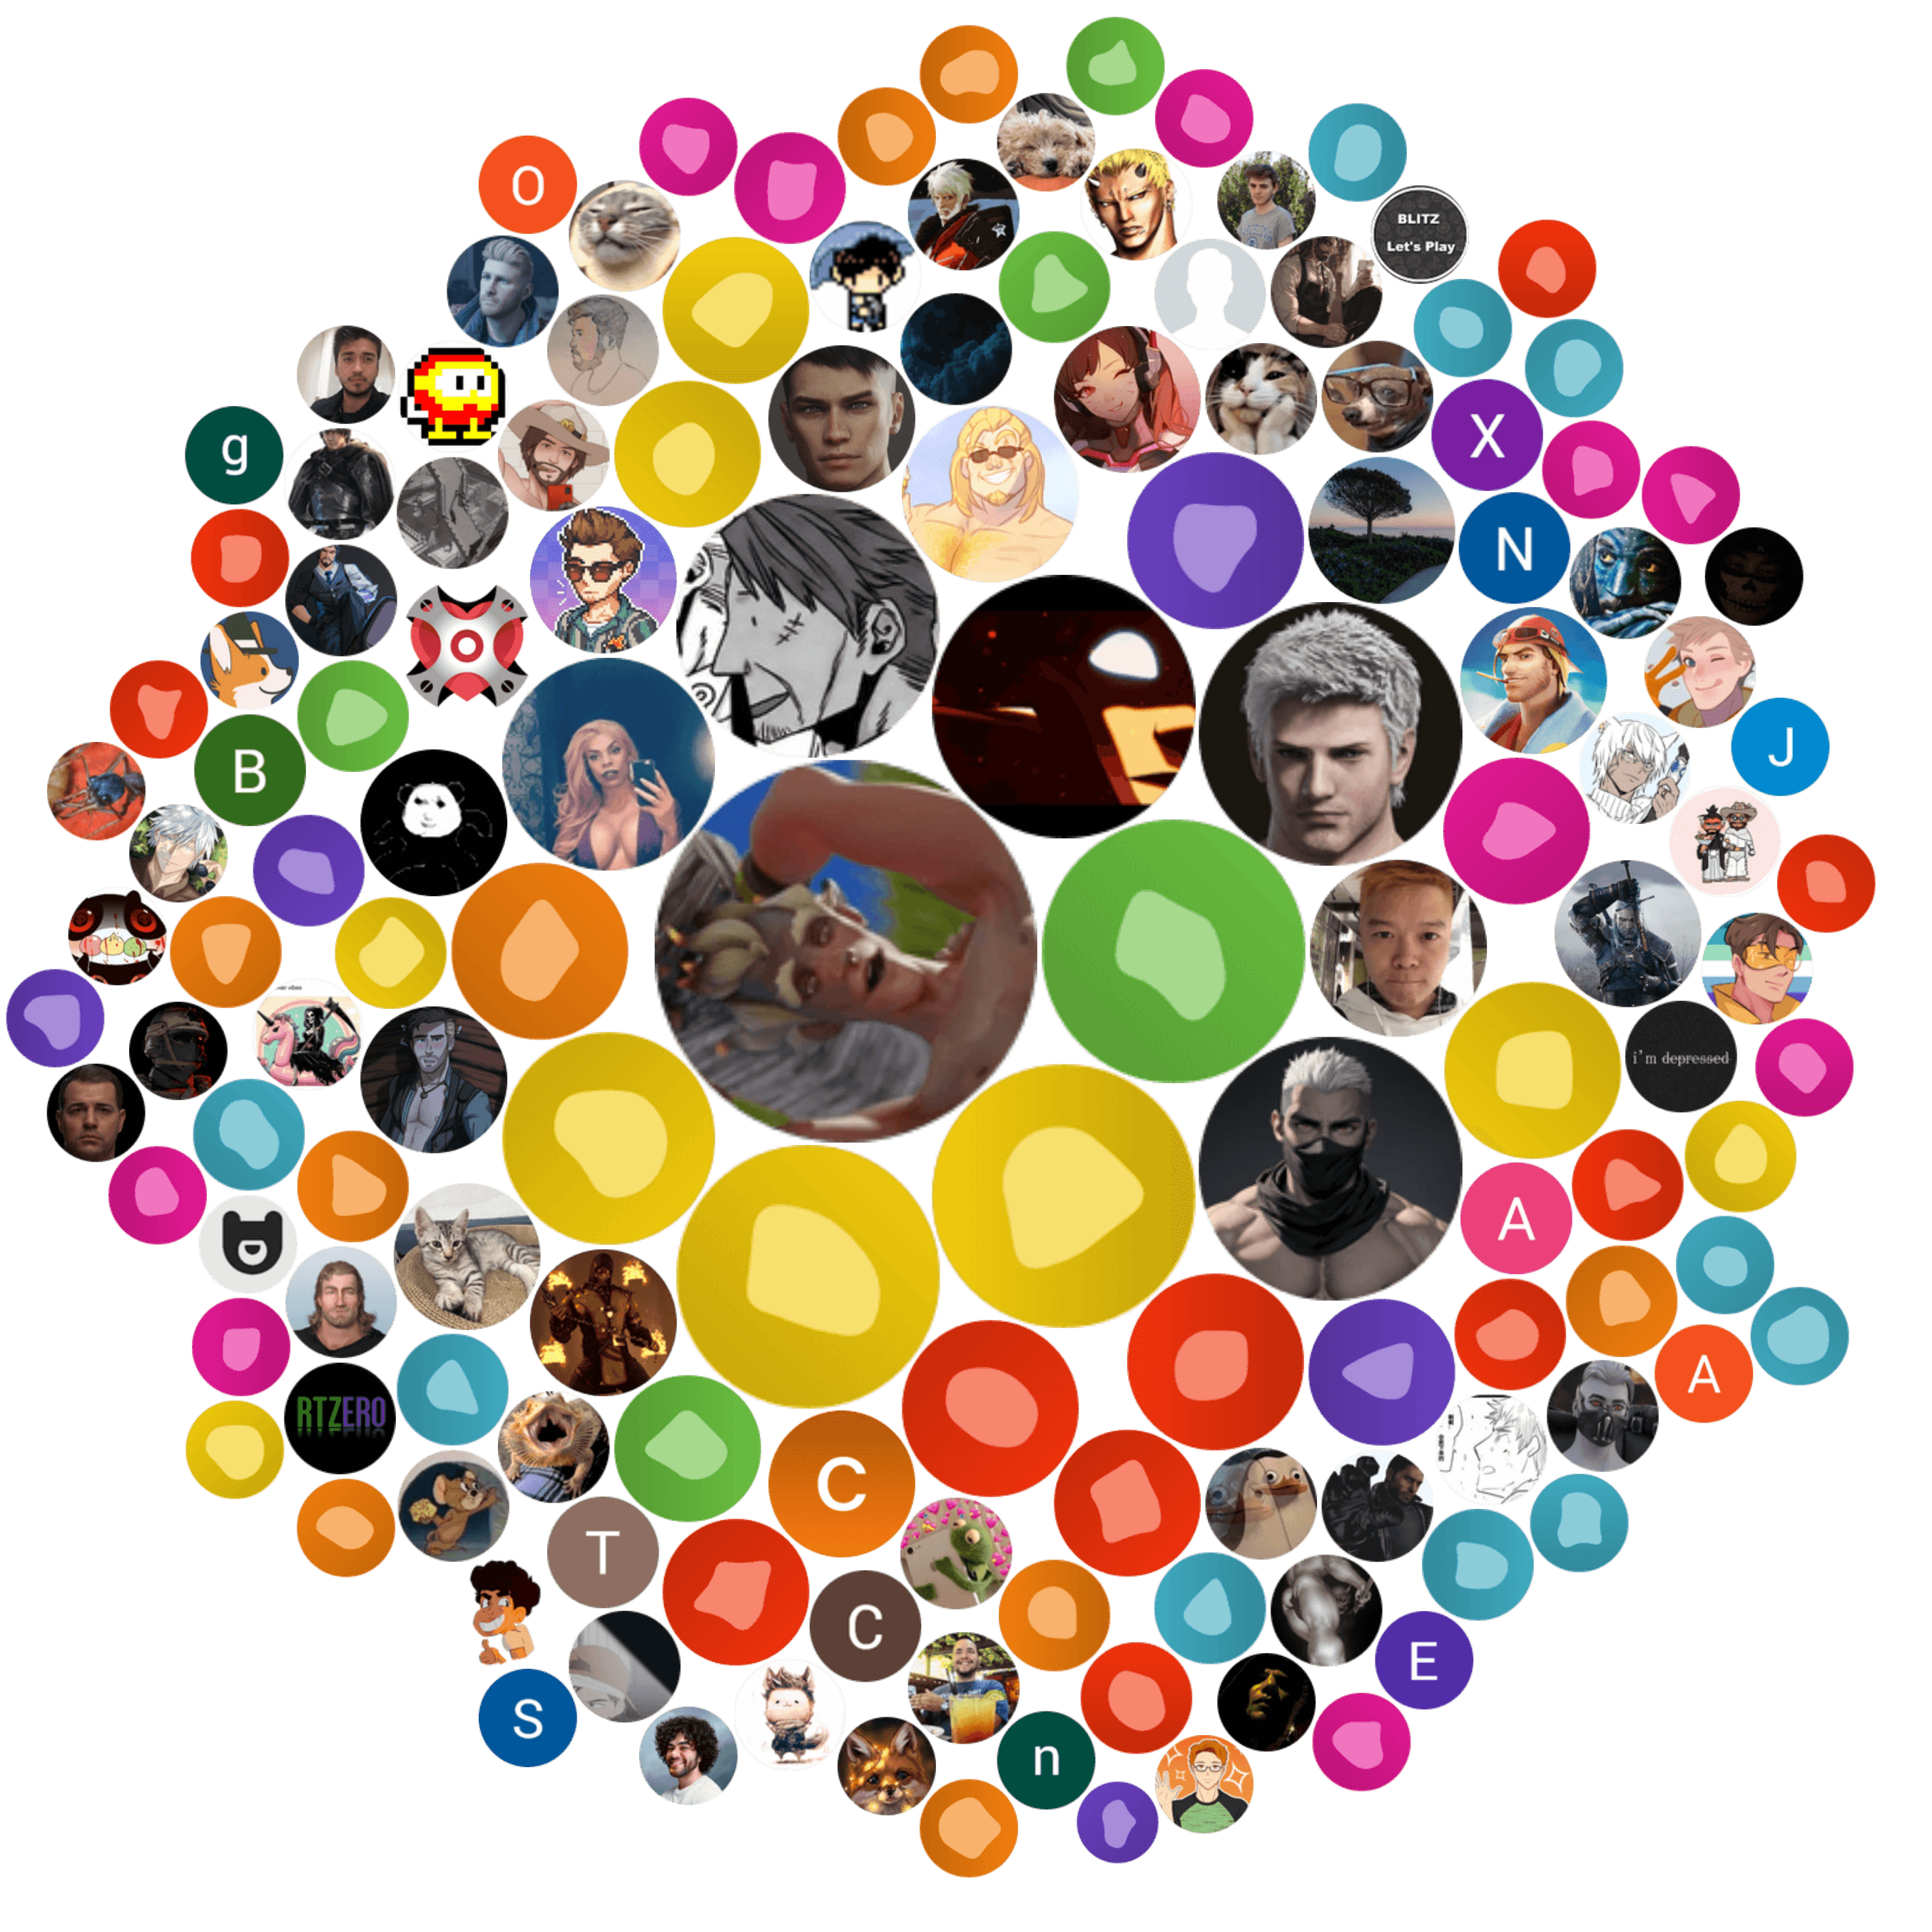 O
BLITZ
Let's Play
g
X
N
J
B
i'm depressed
A
A
RTZERO
C
T
C
E
S
n